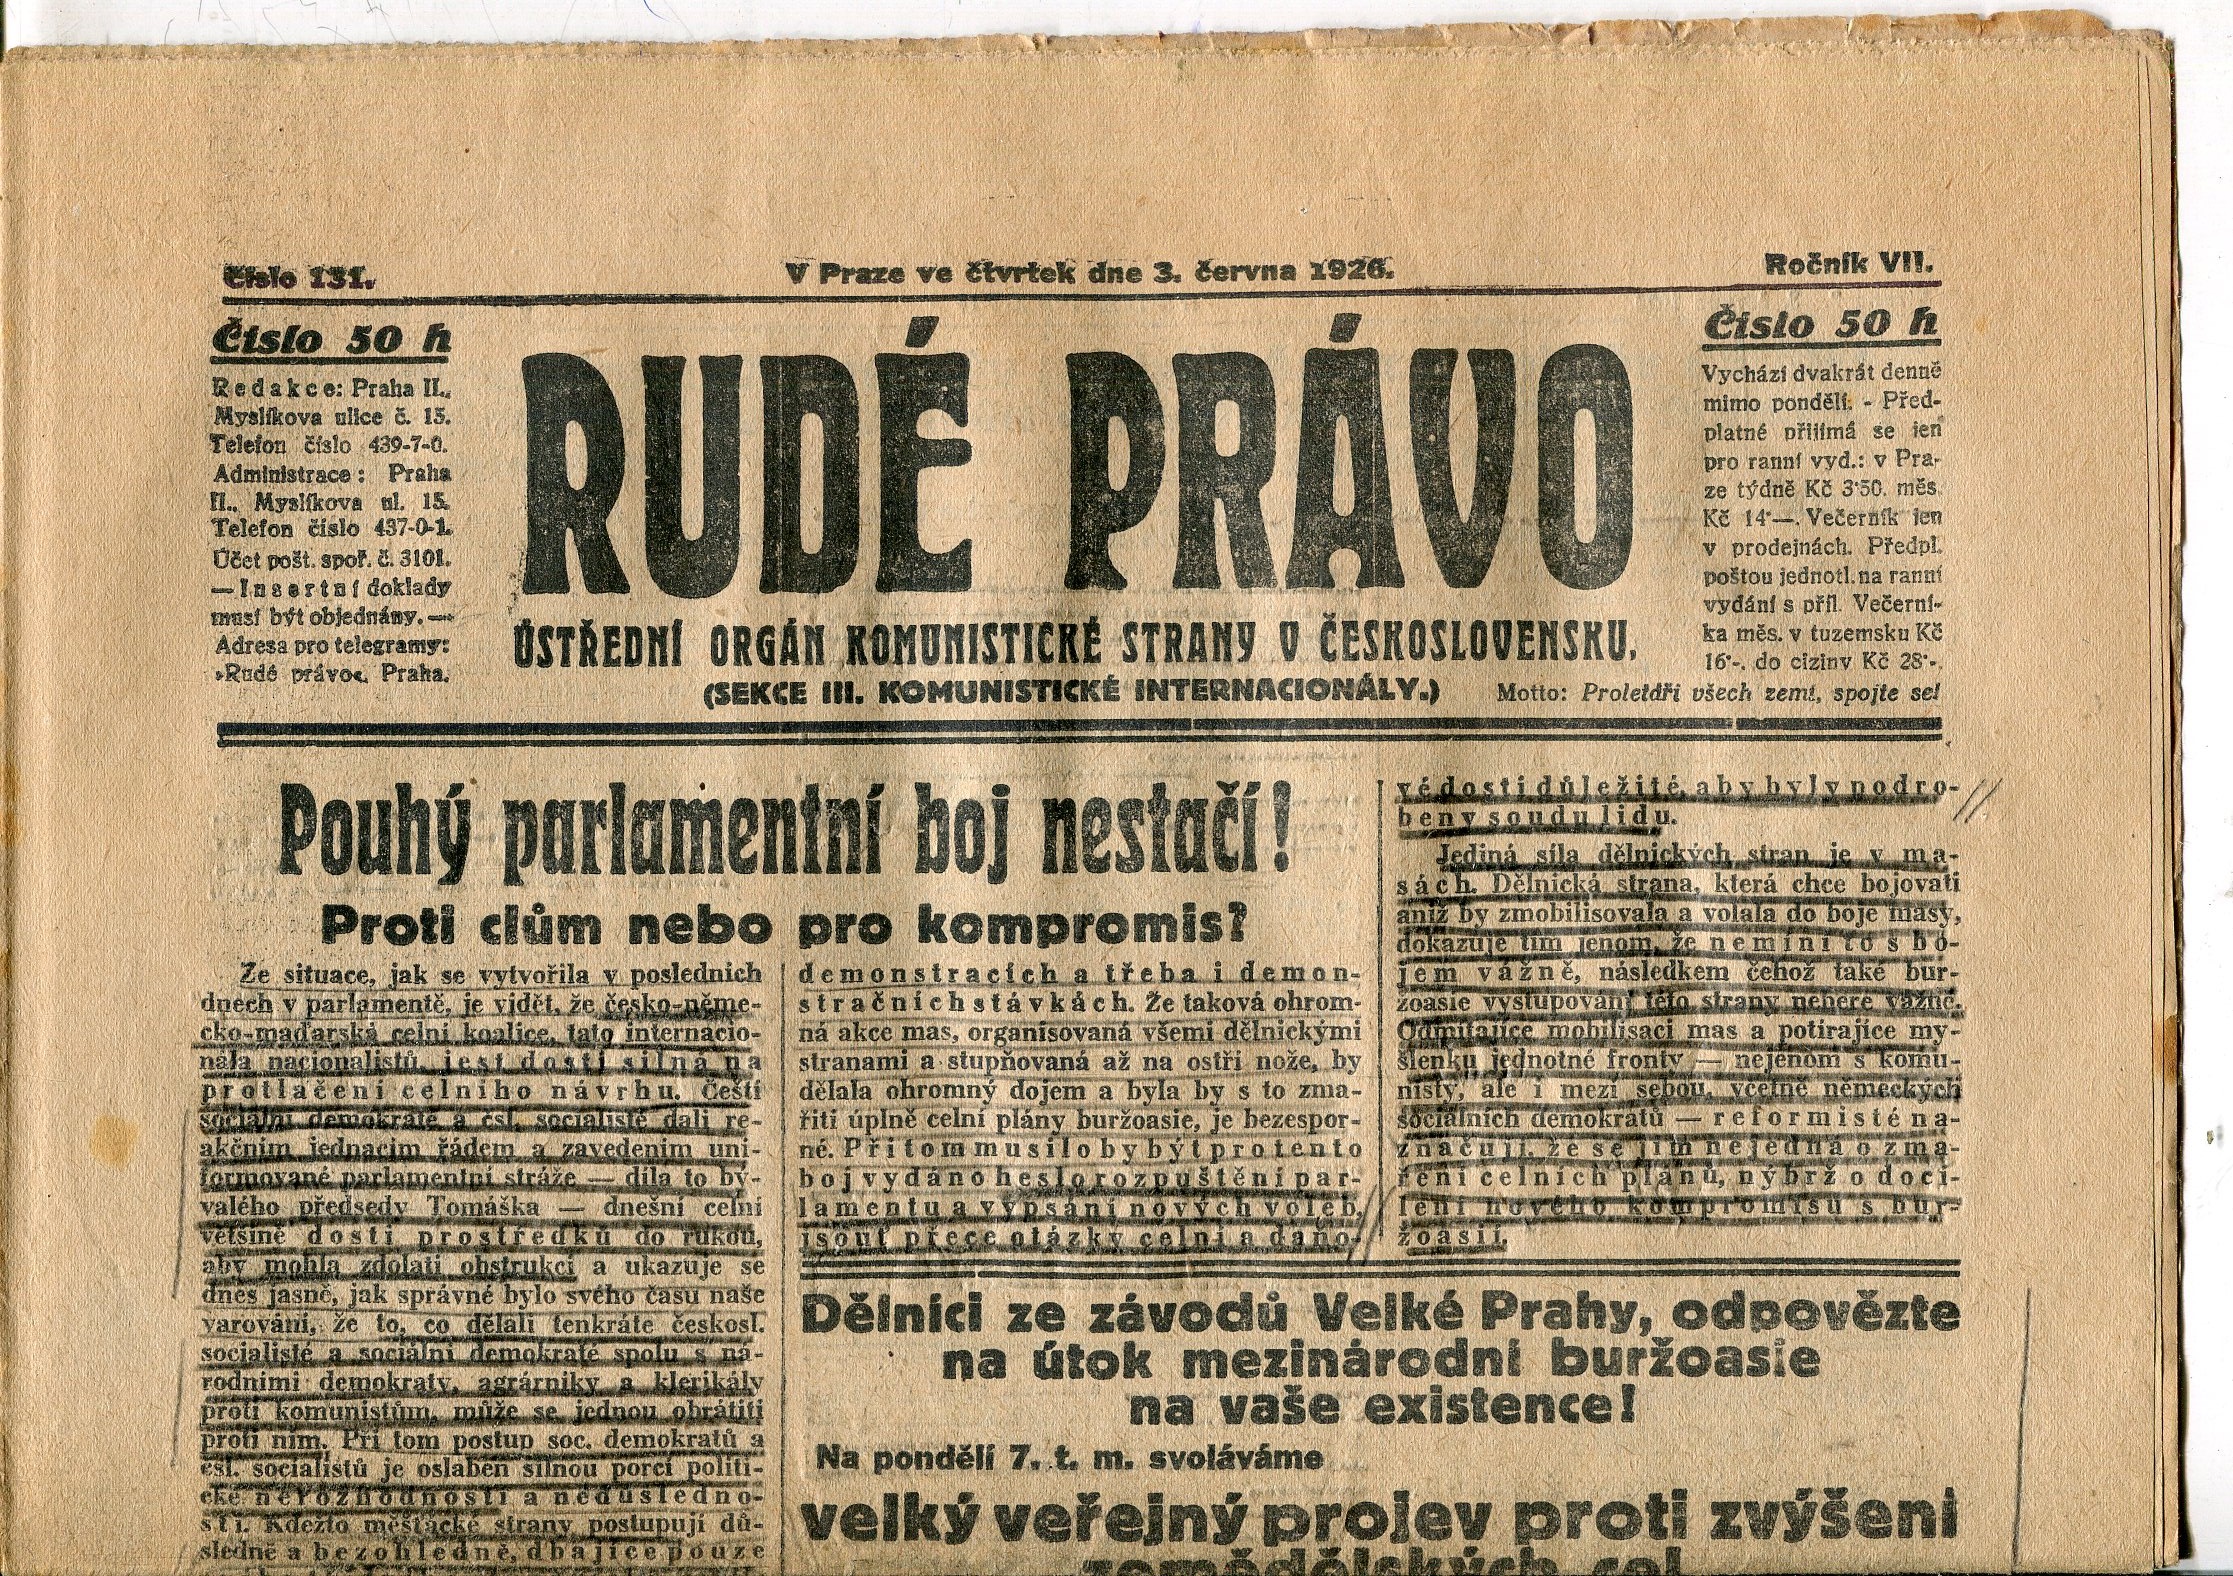 Číslo 131.
V Praze ve čtvrtek dne 3. června 1926.
Ročník VII.
Číslo 50 h
Redakce: Praha II.,
Myslíkova ulice č. 15.
Telefon číslo 439-7-0.
Administrace: Praha
II., Myslíkova ul. 15.
Telefon číslo 437-0-1.
Účet pošt. spoř. č. 3101.
— Insertní doklady
musí být objednány. —
Adresa pro telegramy:
»Rudé právo«, Praha.
RUDÉ PRÁVO
ÚSTŘEDNÍ ORGÁN KOMUNISTICKÉ STRANY V ČESKOSLOVENSKU.
(SEKCE III. KOMUNISTICKÉ INTERNACIONÁLY.)
Motto: Proletáři všech zemí, spojte se!
Číslo 50 h
Vychází dvakrát denně
mimo pondělí. - Před-
platné přijímá se jen
pro ranní vyd.: v Pra-
ze týdně Kč 3·50, měs.
Kč 14·—. Večerník jen
v prodejnách. Předpl.
poštou jednotl. na ranní
vydání s příl. Večerní-
ka měs. v tuzemsku Kč
16·-, do ciziny Kč 28·-.
Pouhý parlamentní boj nestačí!
Proti clům nebo pro kompromis?
Ze situace, jak se vytvořila v posledních
dnech v parlamentě, je vidět, že česko-němec-
cko-maďarská celní koalice, tato internacio-
nála nacionalistů, jest dosti silná na
protlačení celního návrhu. Čeští
sociální demokraté a čsl. socialisté dali re-
akčním jednacím řádem a zavedením uni-
formované parlamentní stráže — díla to bý-
valého předsedy Tomáška — dnešní celní
většině dosti prostředků do rukou,
aby mohla zdolati obstrukci a ukazuje se
dnes jasně, jak správné bylo svého času naše
varování, že to, co dělali tenkráte českosl.
socialisté a sociální demokraté spolu s ná-
rodními demokraty, agrárníky a klerikály
proti komunistům, může se jednou obrátiti
proti nim. Při tom postup soc. demokratů a
čsl. socialistů je oslaben silnou porcí politi-
cké nerozhodnosti a nedůsledno-
sti. Kdežto měšťácké strany postupují dů-
sledně a bezohledně, dbajíce pouze
demonstracích a třeba i demon-
stračních stávkách. Že taková ohrom-
ná akce mas, organisovaná všemi dělnickými
stranami a stupňovaná až na ostří nože, by
dělala ohromný dojem a byla by s to zma-
řiti úplně celní plány buržoasie, je bezespor-
né. Při tom musilo by být pro tento
boj vydáno heslo rozpuštění par-
lamentu a vypsání nových voleb,
jsouť přece otázky celní a daňo-
vé dosti důležité, aby byly podro-
beny soudu lidu.
Jediná síla dělnických stran je v ma-
sách. Dělnická strana, která chce bojovati
aniž by zmobilisovala a volala do boje masy,
dokazuje tím jenom, že nemíní to s bo-
jem vážně, následkem čehož také bur-
žoasie vystupování této strany nebere vážně.
Odmítajíce mobilisaci mas a potírajíce my-
šlenku jednotné fronty — nejenom s komu-
nisty, ale i mezi sebou, včetně německých
sociálních demokratů — reformisté na-
značují, že se jim nejedná o zma-
ření celních plánů, nýbrž o docí-
lení nového kompromisu s bur-
žoasií.
Dělníci ze závodů Velké Prahy, odpovězte
na útok mezinárodní buržoasie
na vaše existence!
Na pondělí 7. t. m. svoláváme
velký veřejný projev proti zvýšení
zemědělských cel